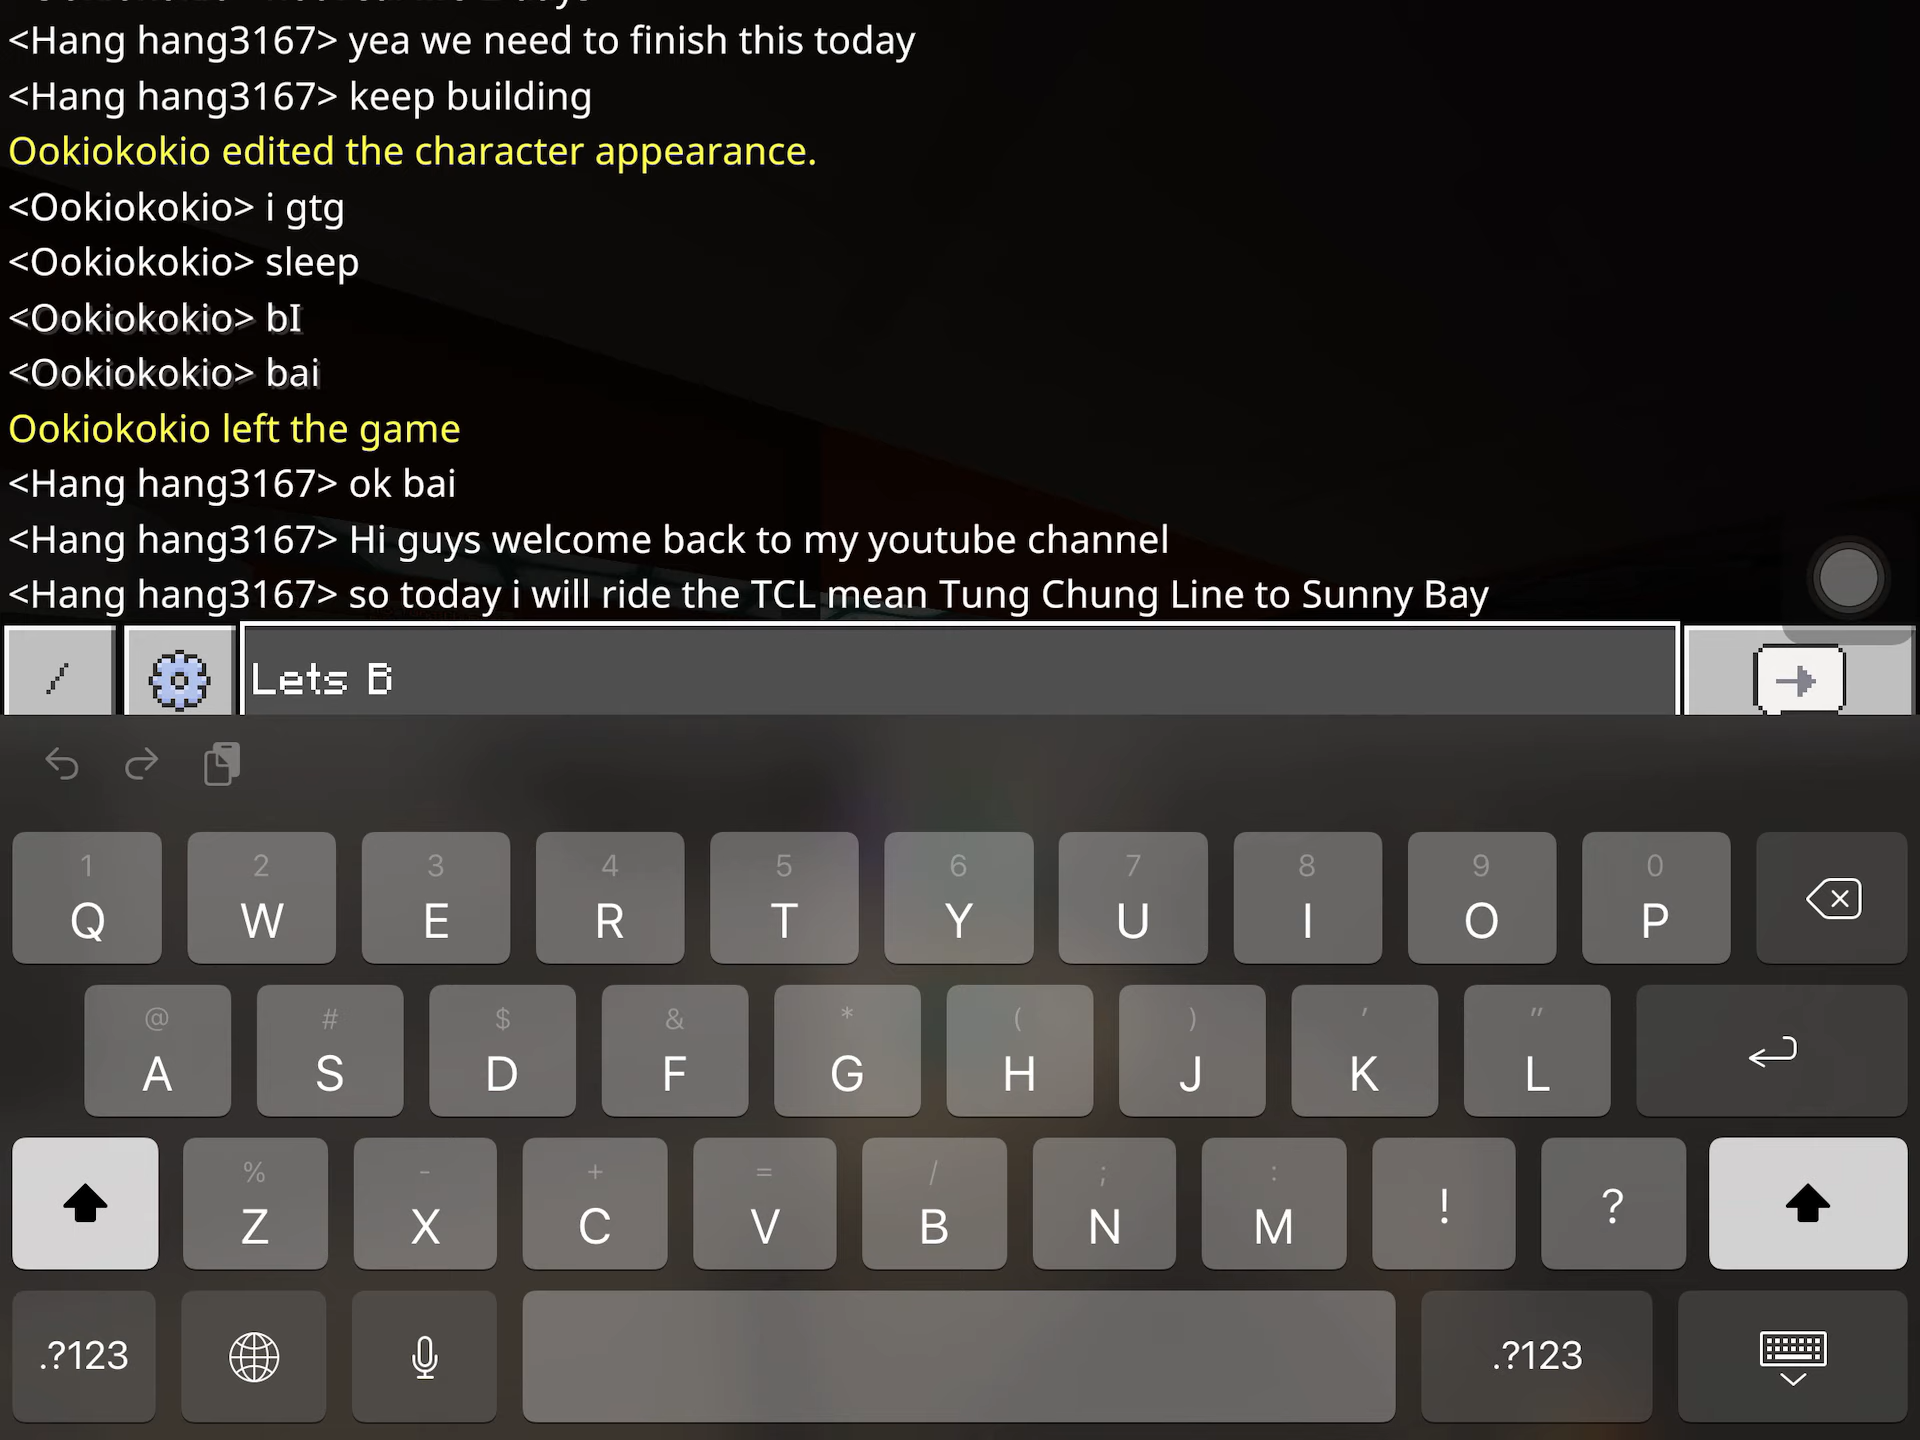 <Hang hang3167> yea we need to finish this today
<Hang hang3167> keep building
Ookiokokio edited the character appearance.
<Ookiokokio> i gtg
<Ookiokokio> sleep
<Ookiokokio> bI
<Ookiokokio> bai
Ookiokokio left the game
<Hang hang3167> ok bai
<Hang hang3167> Hi guys welcome back to my youtube channel
<Hang hang3167> so today i will ride the TCL mean Tung Chung Line to Sunny Bay
/ Lets B
1 2 3 4 5 6 7 8 9 0
Q W E R T Y U I O P
@ # $ & * ( ) ' "
A S D F G H J K L
% - + = / ; :
Z X C V B N M ! ?
.?123 .?123